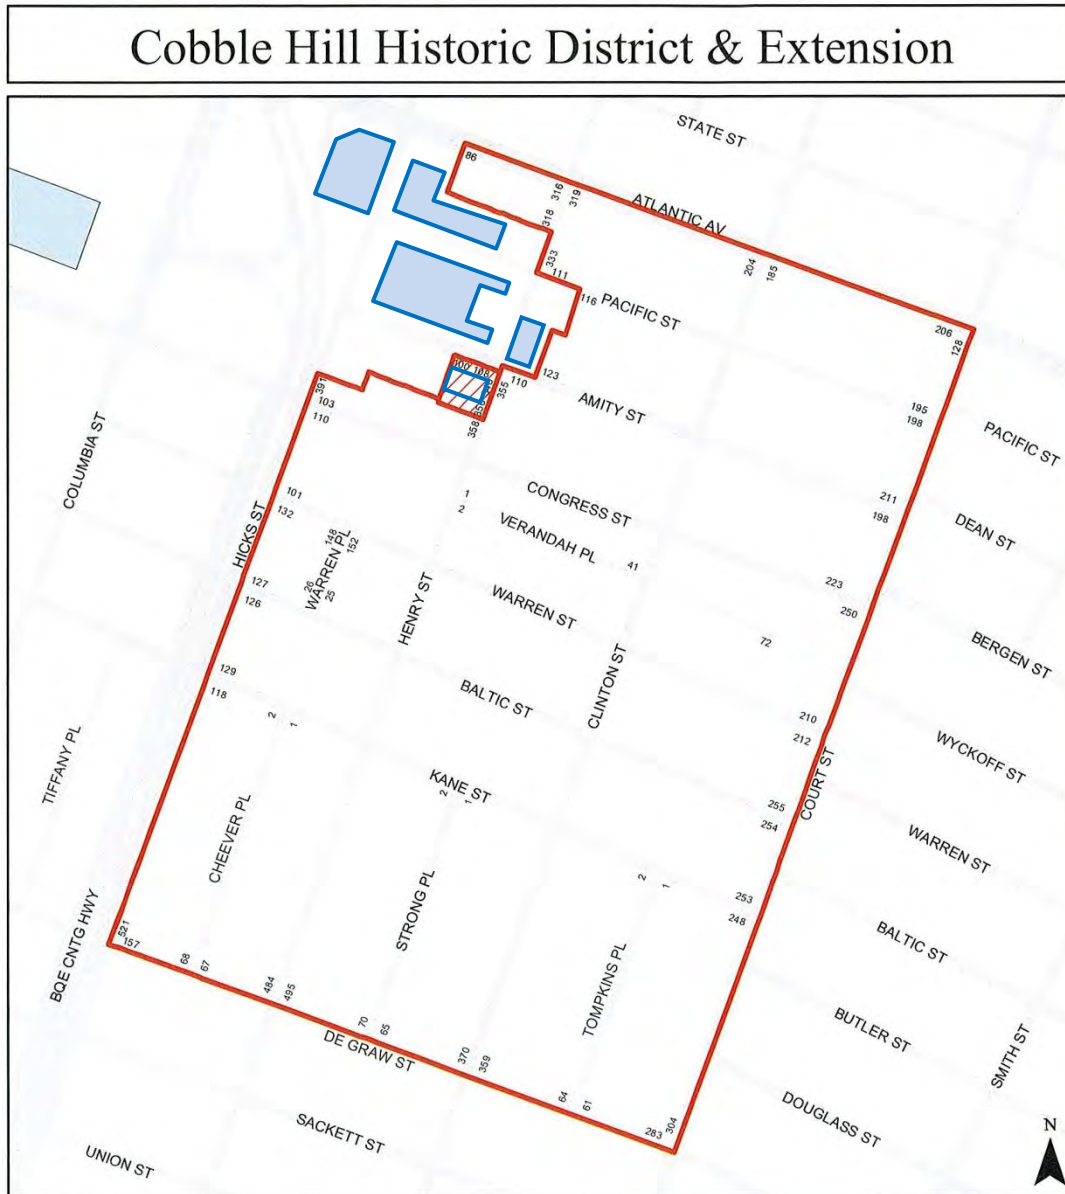 Cobble Hill Historic District & Extension
STATE ST
86
316
319
ATLANTIC AV
318
204
185
333
111
116
PACIFIC ST
206
128
391
103
110
100
108
355
110
123
358
AMITY ST
195
198
PACIFIC ST
COLUMBIA ST
101
132
1
2
CONGRESS ST
VERANDAH PL
41
211
198
DEAN ST
HICKS ST
148
152
WARREN PL
26
25
127
126
HENRY ST
WARREN ST
223
250
72
BERGEN ST
129
118
BALTIC ST
CLINTON ST
210
212
WYCKOFF ST
2
1
TIFFANY PL
KANE ST
2
1
COURT ST
255
254
WARREN ST
CHEEVER PL
STRONG PL
2
1
253
248
BALTIC ST
BQE CNTG HWY
521
157
68
67
484
495
TOMPKINS PL
70
65
DE GRAW ST
370
359
64
61
283
304
BUTLER ST
SMITH ST
DOUGLASS ST
SACKETT ST
UNION ST
N